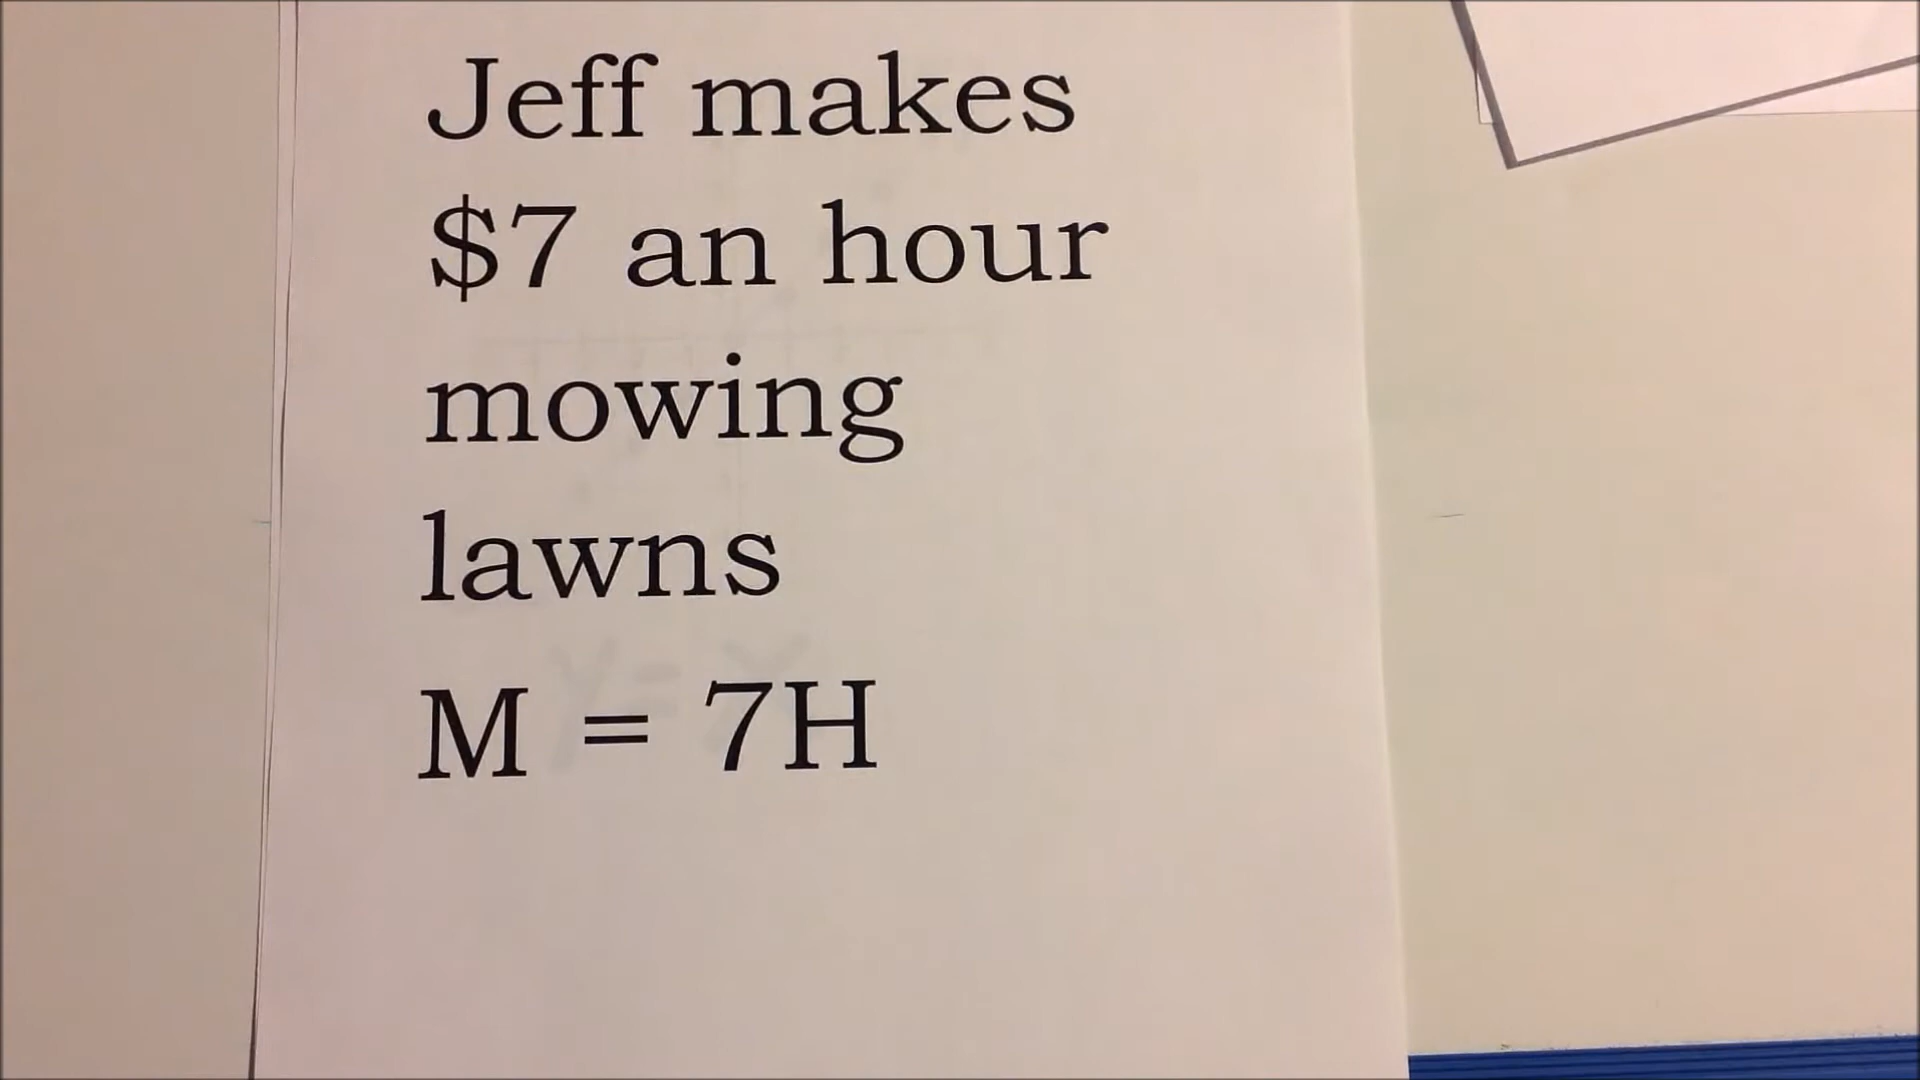 Jeff makes
$7 an hour
mowing
lawns
M = 7H